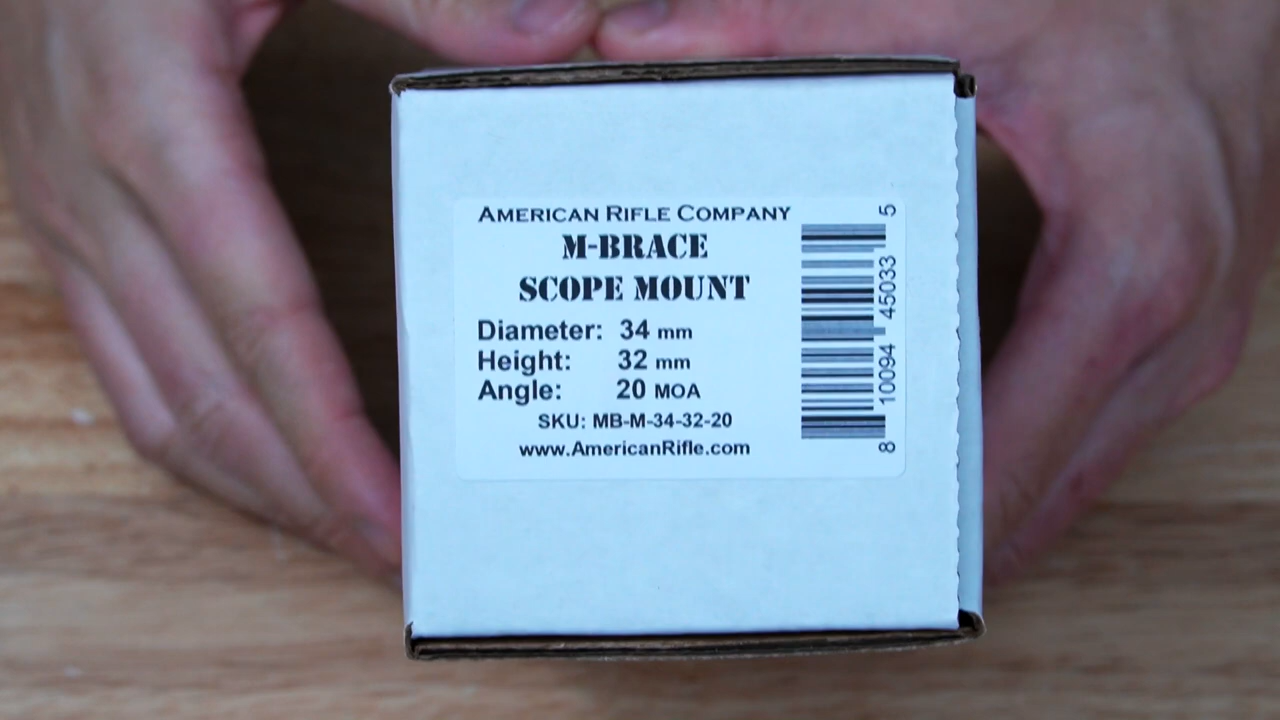 AMERICAN RIFLE COMPANY
M-BRACE
SCOPE MOUNT
Diameter: 34 mm
Height: 32 mm
Angle: 20 MOA
SKU: MB-M-34-32-20
www.AmericanRifle.com
8 10094 45033 5